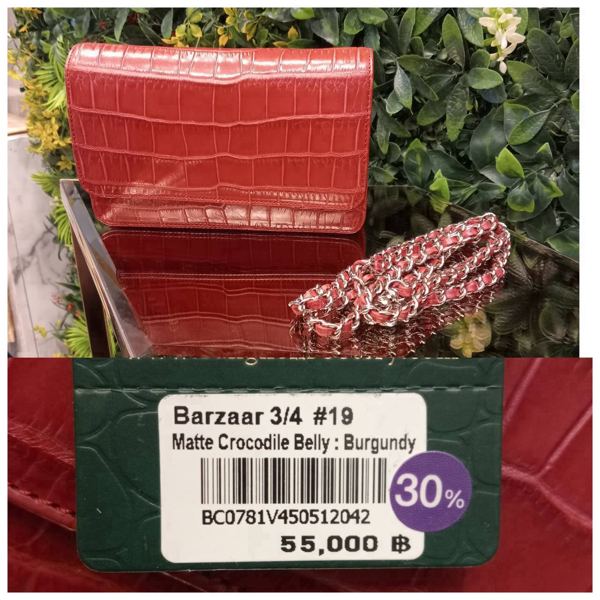 Barzaar 3/4 #19
Matte Crocodile Belly : Burgundy
30%
BC0781V450512042
55,000 ฿